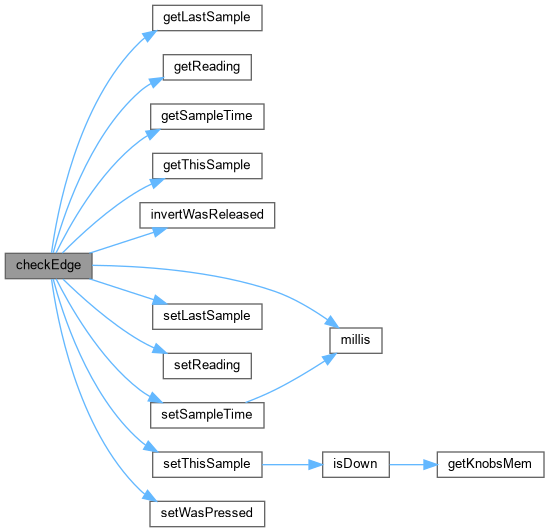 getLastSample
getReading
getSampleTime
getThisSample
invertWasReleased
checkEdge
setLastSample
millis
setReading
setSampleTime
setThisSample
isDown
getKnobsMem
setWasPressed